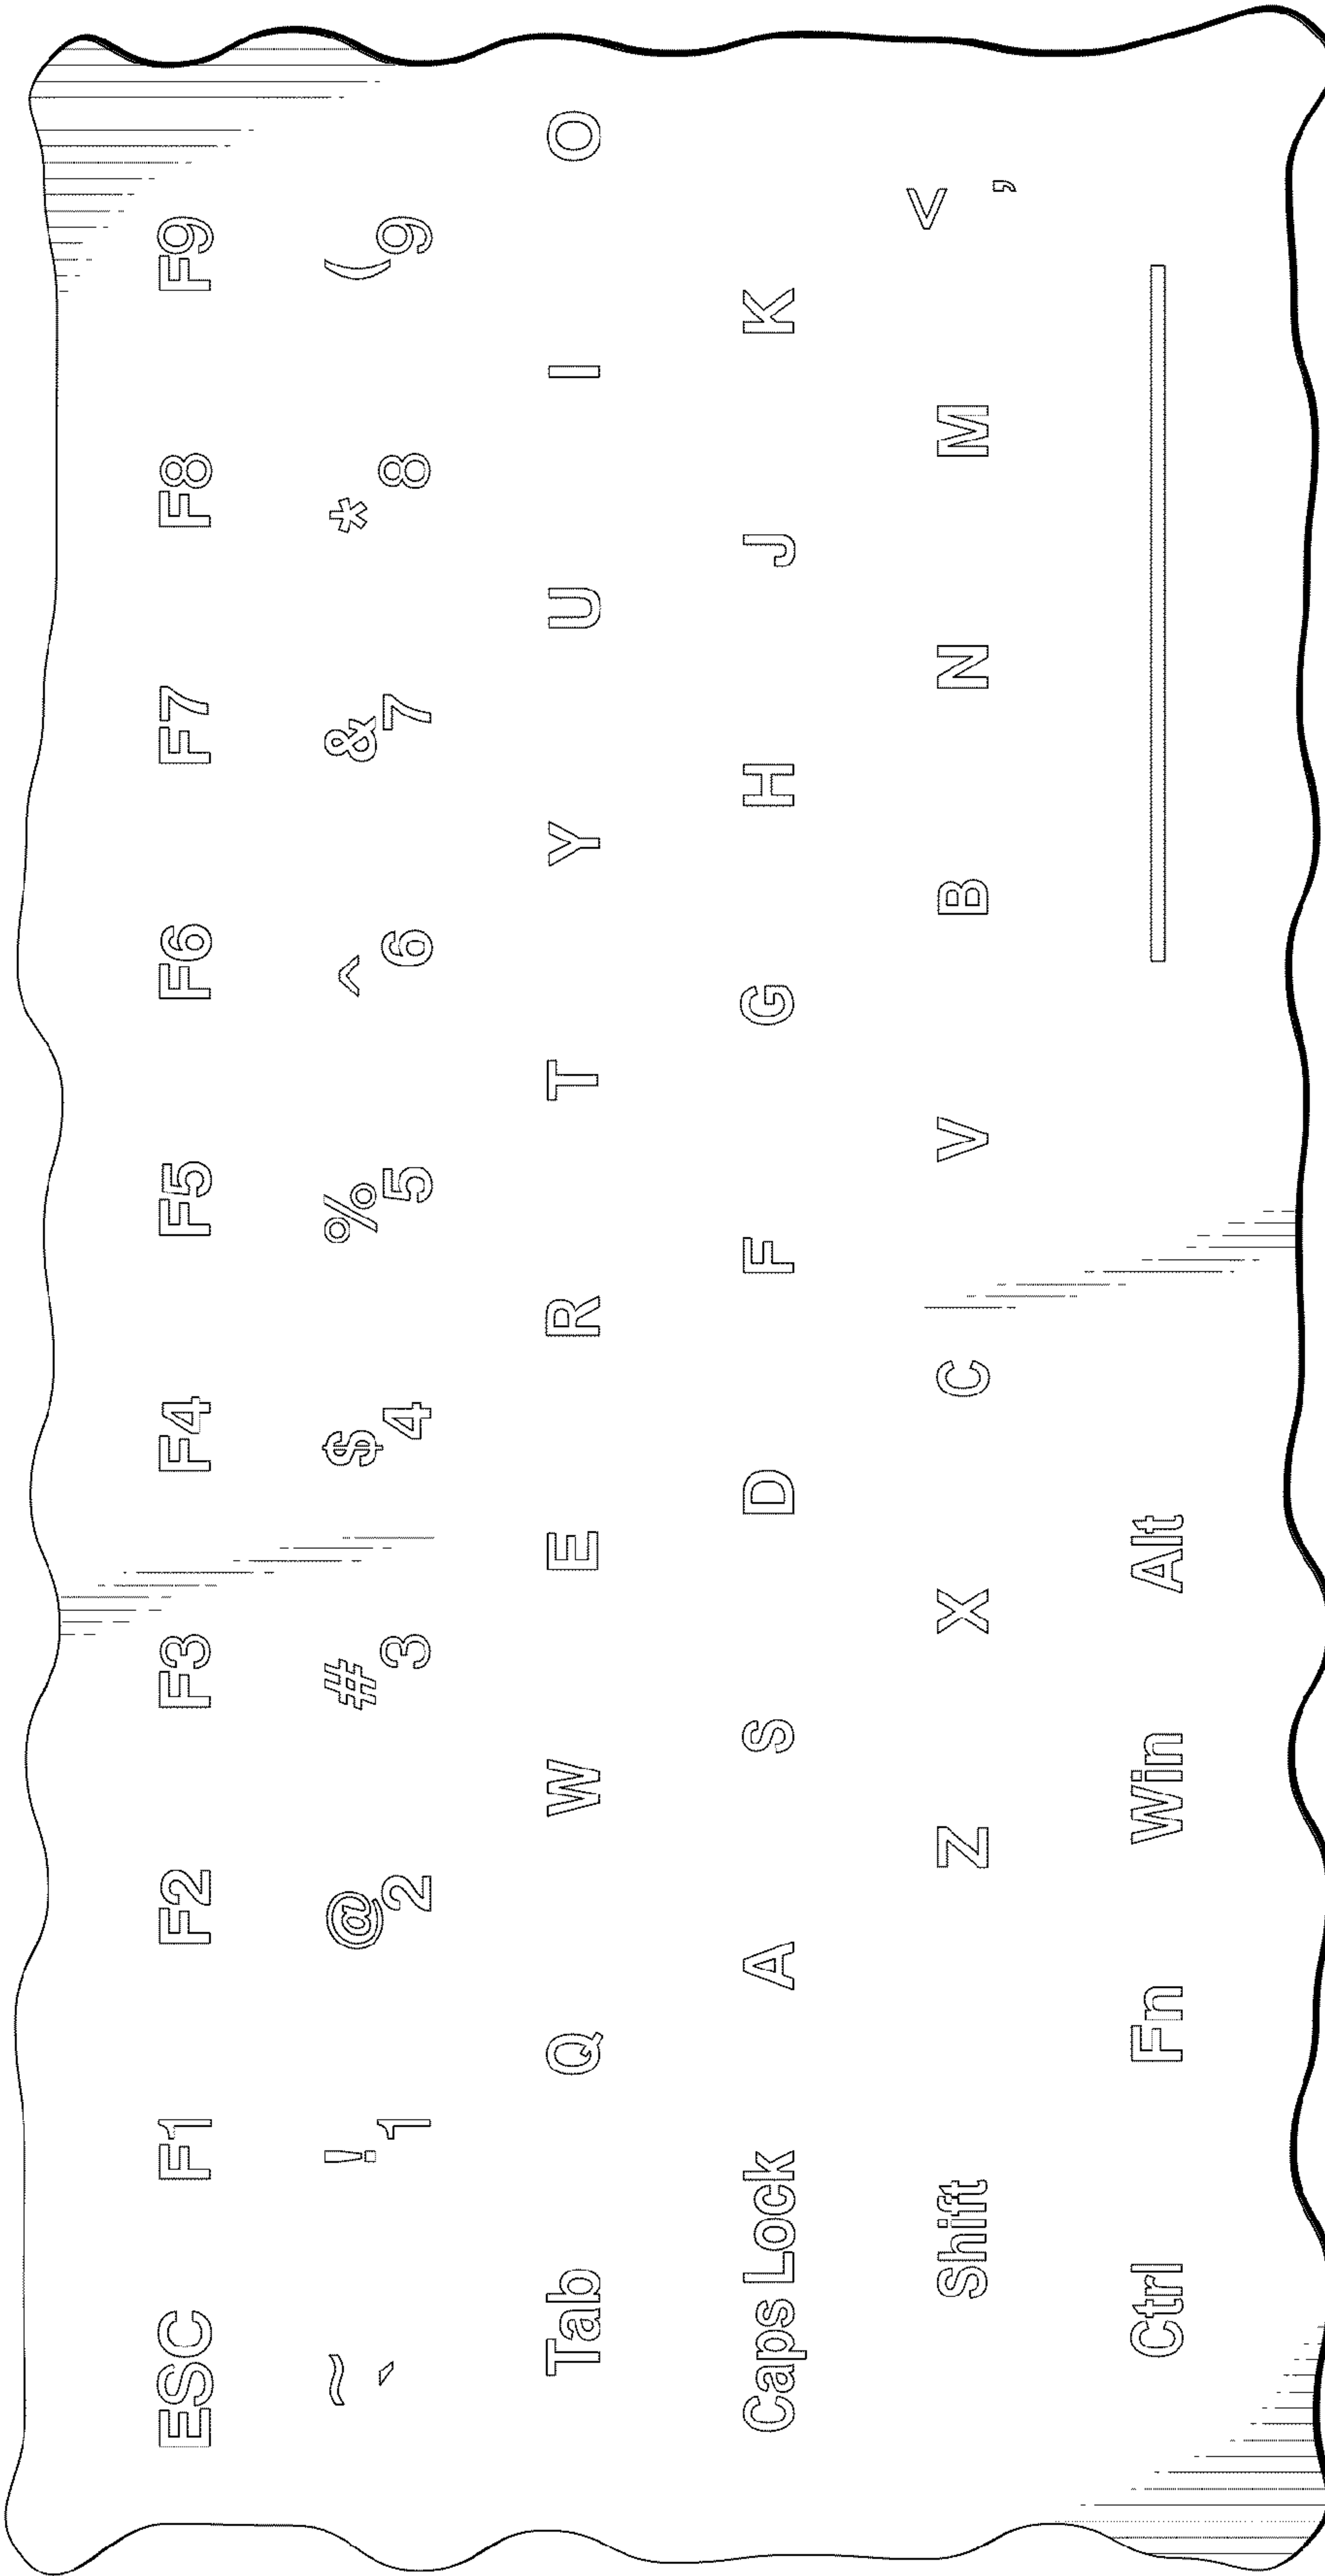 ESC F1 F2 F3 F4 F5 F6 F7 F8 F9
~ ! @ # $ % ^ & * (
` 1 2 3 4 5 6 7 8 9
Tab Q W E R T Y U I O
Caps Lock A S D F G H J K
Shift Z X C V B N M <
,
Ctrl Fn Win Alt